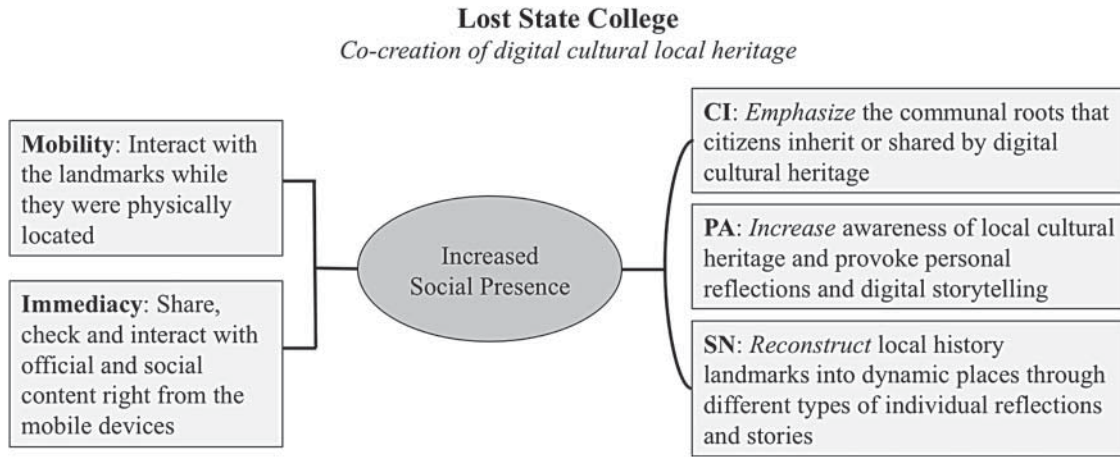 Lost State College
Co-creation of digital cultural local heritage
Mobility: Interact with
the landmarks while
they were physically
located
Immediacy: Share,
check and interact with
official and social
content right from the
mobile devices
Increased
Social Presence
CI: Emphasize the communal roots that
citizens inherit or shared by digital
cultural heritage
PA: Increase awareness of local cultural
heritage and provoke personal
reflections and digital storytelling
SN: Reconstruct local history
landmarks into dynamic places through
different types of individual reflections
and stories